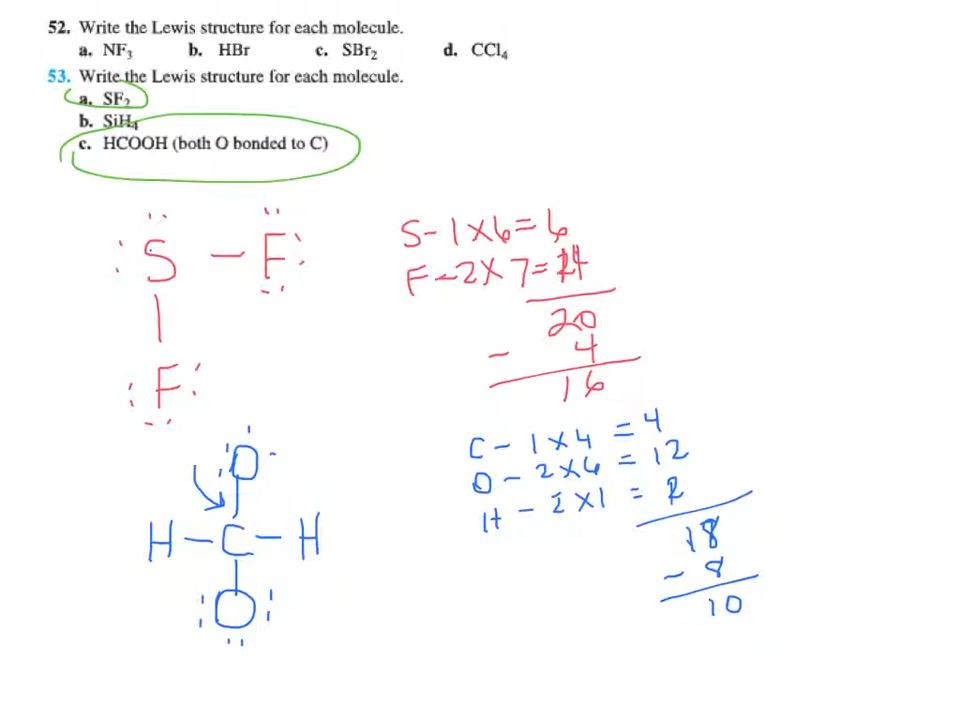 52. Write the Lewis structure for each molecule.
a. NF3 b. HBr c. SBr2 d. CCl4
53. Write the Lewis structure for each molecule.
a. SF2
b. SiH4
c. HCOOH (both O bonded to C)
S - F
F
S - 1 x 6 = 6
F - 2 x 7 = 14
20
- 4
16
O
H - C - H
O
C - 1 x 4 = 4
O - 2 x 6 = 12
H - 2 x 1 = 2
18
- 8
10